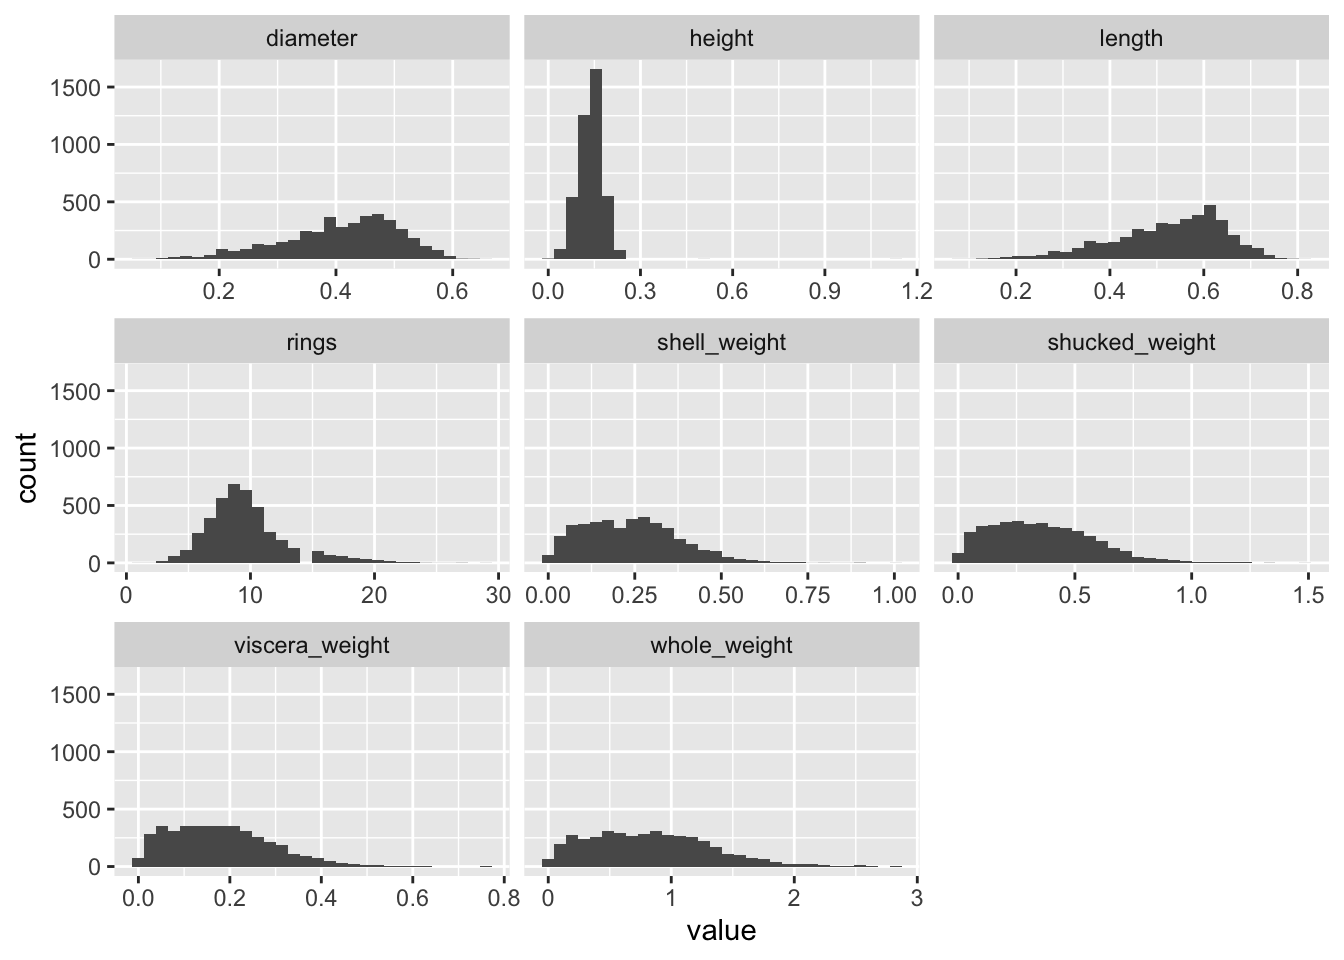 diameter height length
1500
1000
500
0
0.2 0.4 0.6 0.0 0.3 0.6 0.9 1.2 0.2 0.4 0.6 0.8
rings shell_weight shucked_weight
1500
1000
500
0
0 10 20 30 0.00 0.25 0.50 0.75 1.00 0.0 0.5 1.0 1.5
count
viscera_weight whole_weight
1500
1000
500
0
0.0 0.2 0.4 0.6 0.8 0 1 2 3
value